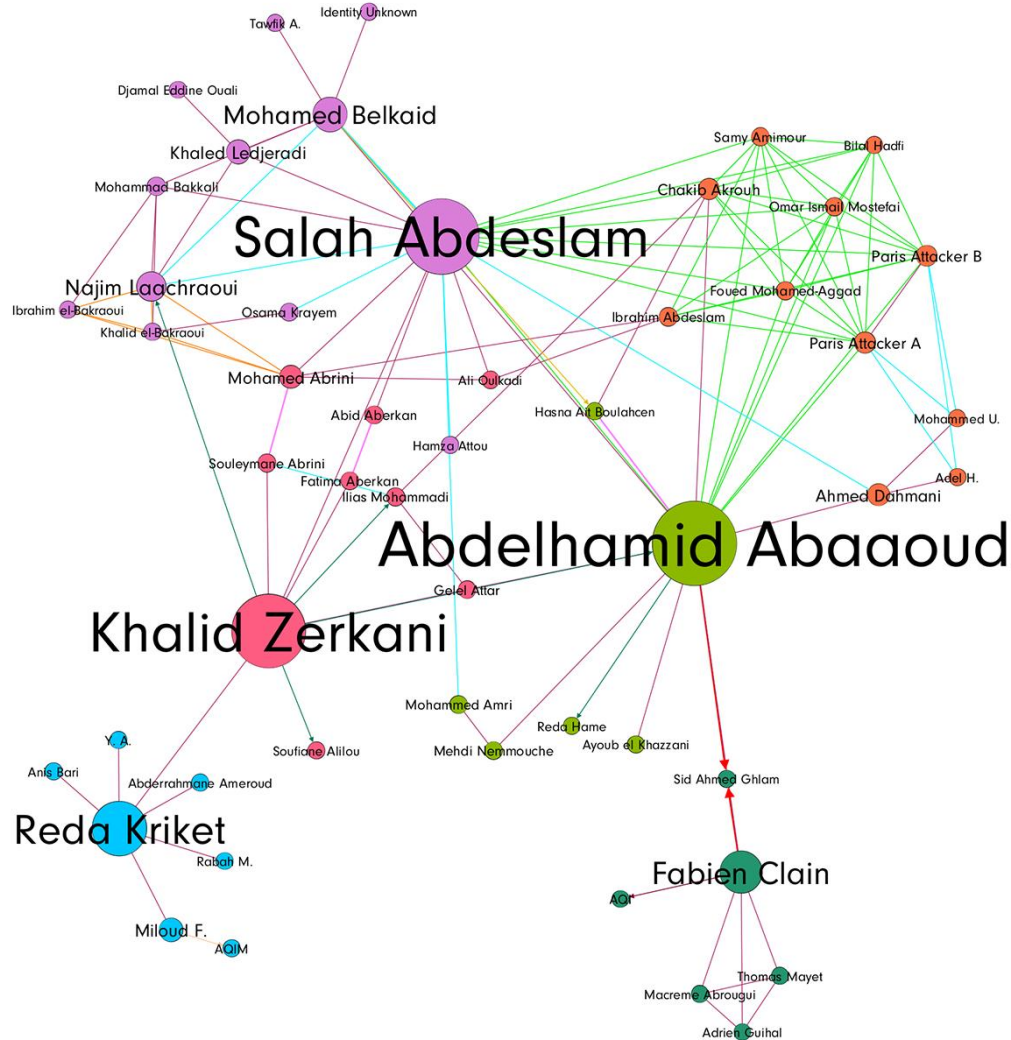 Identity Unknown
Tawfik A.
Djamal Eddine Ouali
Mohamed Belkaid
Samy Amimour
Bilal Hadfi
Khaled Ledjeradi
Mohammad Bakkali
Chakib Akrouh
Omar Ismail Mostefai
Salah Abdeslam
Paris Attacker B
Najim Laachraoui
Foued Mohamed-Aggad
Ibrahim el-Bakraoui
Osama Krayem
Ibrahim Abdeslam
Khalid el-Bakraoui
Paris Attacker A
Mohamed Abrini
Ali Oulkadi
Abid Aberkan
Hasna Ait Boulahcen
Mohammed U.
Hamza Attou
Souleymane Abrini
Fatima Aberkan
Adel H.
Ilias Mohammadi
Ahmed Dahmani
Abdelhamid Abaaoud
Gelel Attar
Khalid Zerkani
Mohammed Amri
Reda Hame
Soufiane Alilou
Mehdi Nemmouche
Ayoub el Khazzani
Y. A.
Anis Bari
Abderrahmane Ameroud
Sid Ahmed Ghlam
Reda Kriket
Rabah M.
Fabien Clain
Miloud F.
AQIM
Thomas Mayet
Macreme Abrougui
Adrien Guihal